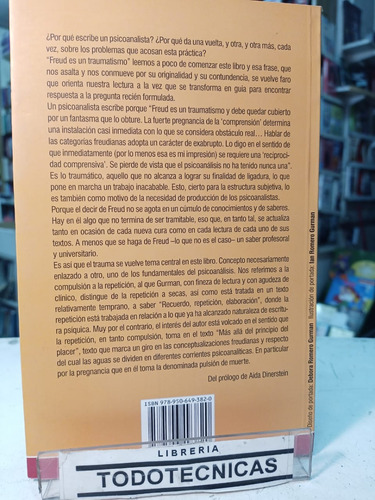 ¿Por qué escribe un psicoanalista? ¿Por qué da una vuelta, y otra, y otra más, cada
vez, sobre los problemas que acosan esta práctica?
"Freud es un traumatismo" leemos a poco de comenzar este libro y esa frase, que
nos asalta y nos conmueve por su originalidad y su contundencia, se vuelve faro
que orienta nuestra lectura a la vez que se transforma en guía para encontrar
respuesta a la pregunta recién formulada.
Un psicoanalista escribe porque "Freud es un traumatismo y debe quedar cubierto
por un fantasma que lo obture. La fuerte pregnancia de la 'comprensión' determina
una instalación casi inmediata con lo que se considera obstáculo real... Hablar de
las categorías freudianas adopta un carácter de exabrupto. Lo digo en el sentido de
que inmediatamente (por lo menos esa es mi impresión) se requiere una 'reciproci-
dad comprensiva'. Se pierde de vista que el psicoanálisis no ha tenido nunca una".
Es lo traumático, aquello que no alcanza a lograr su finalidad de ligadura, lo que
pone en marcha un trabajo inacabable. Esto, cierto para la estructura subjetiva, lo
es también como motivo de la necesidad de producción de los psicoanalistas.
Porque el decir de Freud no se agota en un cúmulo de conocimientos y de saberes.
Hay en él algo que no termina de ser tramitable, eso que, en tanto tal, se actualiza
tanto en ocasión de cada nueva cura como en cada lectura de cada uno de sus
textos. A menos que se haga de Freud –lo que no es el caso– un saber profesional
y universitario.
Es así que el trauma se vuelve tema central en este libro. Concepto necesariamente
enlazado a otro, uno de los fundamentales del psicoanálisis. Nos referimos a la
compulsión a la repetición, al que Gurman, con fineza de lector y con agudeza de
clínico, distingue de la repetición a secas, así como está tratada en un texto
relativamente temprano, a saber "Recuerdo, repetición, elaboración", donde la
repetición está trabajada en relación a lo que ya ha alcanzado naturaleza de escritu-
ra psíquica. Muy por el contrario, el interés del autor está volcado en el sentido que
la repetición, en tanto compulsión, toma en el texto "Más allá del principio del
placer", texto que marca un giro en las conceptualizaciones freudianas y respecto
del cual las aguas se dividen en diferentes corrientes psicoanalíticas. En particular
por la pregnancia que en él toma la denominada pulsión de muerte.
Del prólogo de Aida Dinerstein
Diseño de portada: Debora Romero Gurman Ilustración de portada: Ian Romero Gurman
ISBN 978-950-649-382-0
LIBRERIA
TODOTECNICAS